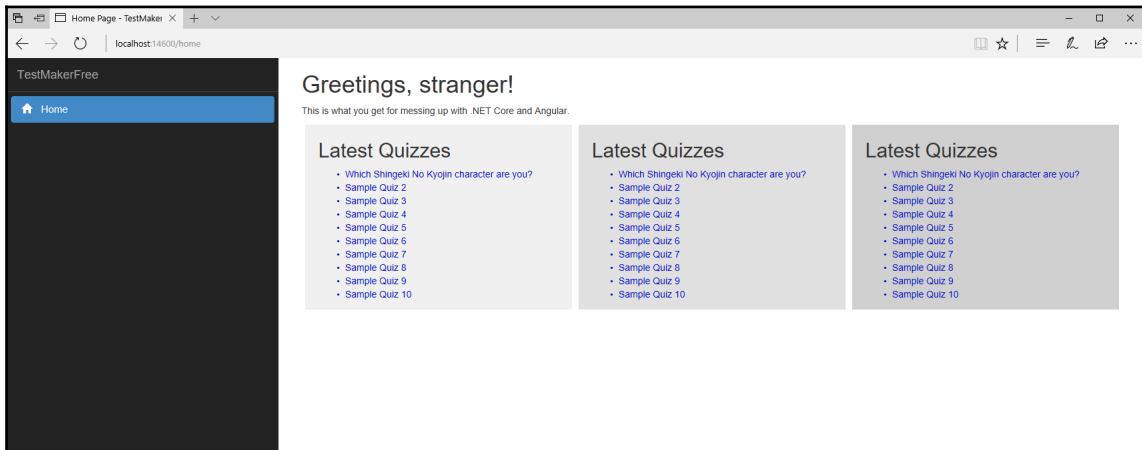 Home Page - TestMaker
localhost:14600/home
TestMakerFree
Home
Greetings, stranger!
This is what you get for messing up with .NET Core and Angular.
Latest Quizzes
• Which Shingeki No Kyojin character are you?
• Sample Quiz 2
• Sample Quiz 3
• Sample Quiz 4
• Sample Quiz 5
• Sample Quiz 6
• Sample Quiz 7
• Sample Quiz 8
• Sample Quiz 9
• Sample Quiz 10
Latest Quizzes
• Which Shingeki No Kyojin character are you?
• Sample Quiz 2
• Sample Quiz 3
• Sample Quiz 4
• Sample Quiz 5
• Sample Quiz 6
• Sample Quiz 7
• Sample Quiz 8
• Sample Quiz 9
• Sample Quiz 10
Latest Quizzes
• Which Shingeki No Kyojin character are you?
• Sample Quiz 2
• Sample Quiz 3
• Sample Quiz 4
• Sample Quiz 5
• Sample Quiz 6
• Sample Quiz 7
• Sample Quiz 8
• Sample Quiz 9
• Sample Quiz 10